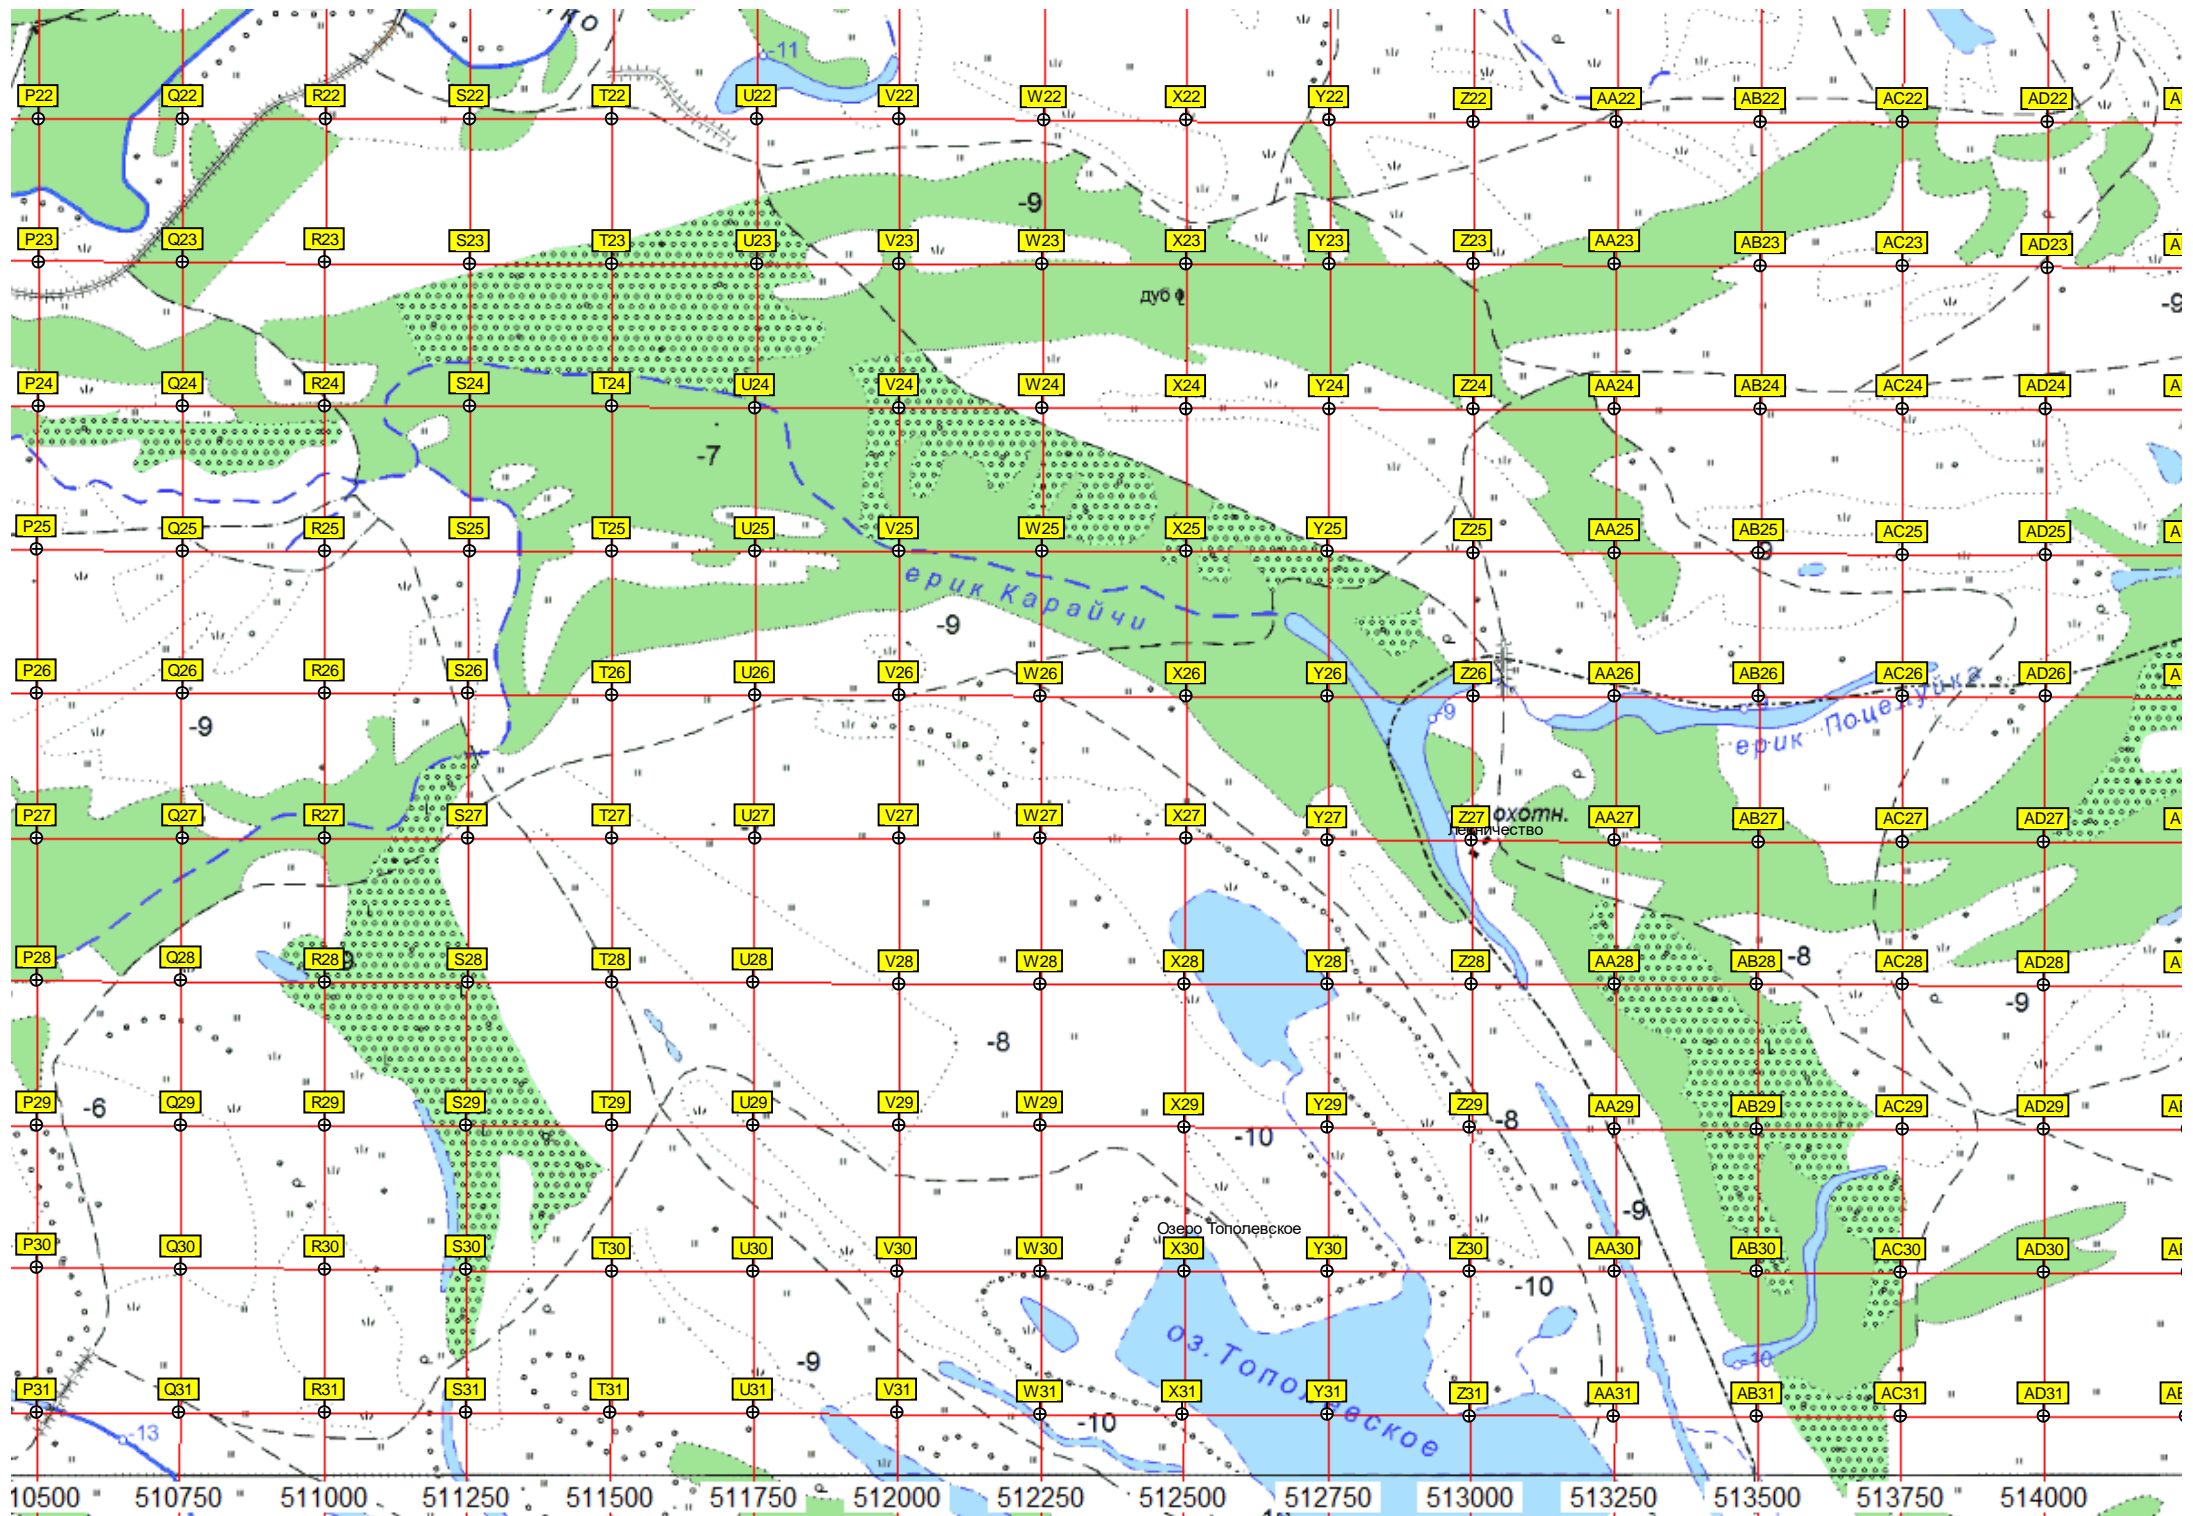 ко
-11
P22 Q22 R22 S22 T22 U22 V22 W22 X22 Y22 Z22 AA22 AB22 AC22 AD22
-9
P23 Q23 R23 S23 T23 U23 V23 W23 X23 Y23 Z23 AA23 AB23 AC23 AD23
дуб
-9
P24 Q24 R24 S24 T24 U24 V24 W24 X24 Y24 Z24 AA24 AB24 AC24 AD24
-7
P25 Q25 R25 S25 T25 U25 V25 W25 X25 Y25 Z25 AA25 AB25 AC25 AD25
-9
ерик Карайчи
-9
P26 Q26 R26 S26 T26 U26 V26 W26 X26 Y26 Z26 AA26 AB26 AC26 AD26
-9
-9
ерик Поцелуйка
P27 Q27 R27 S27 T27 U27 V27 W27 X27 Y27 Z27 AA27 AB27 AC27 AD27
охотн.
P28 Q28 R28 S28 T28 U28 V28 W28 X28 Y28 Z28 AA28 AB28 AC28 AD28
-8
-9
-8
P29 Q29 R29 S29 T29 U29 V29 W29 X29 Y29 Z29 AA29 AB29 AC29 AD29
-6
-10
-8
-9
Озеро Тополевское
P30 Q30 R30 S30 T30 U30 V30 W30 X30 Y30 Z30 AA30 AB30 AC30 AD30
-10
оз. Тополевское
-9
-10
P31 Q31 R31 S31 T31 U31 V31 W31 X31 Y31 Z31 AA31 AB31 AC31 AD31
-13
-10
10500 510750 511000 511250 511500 511750 512000 512250 512500 512750 513000 513250 513500 513750 514000